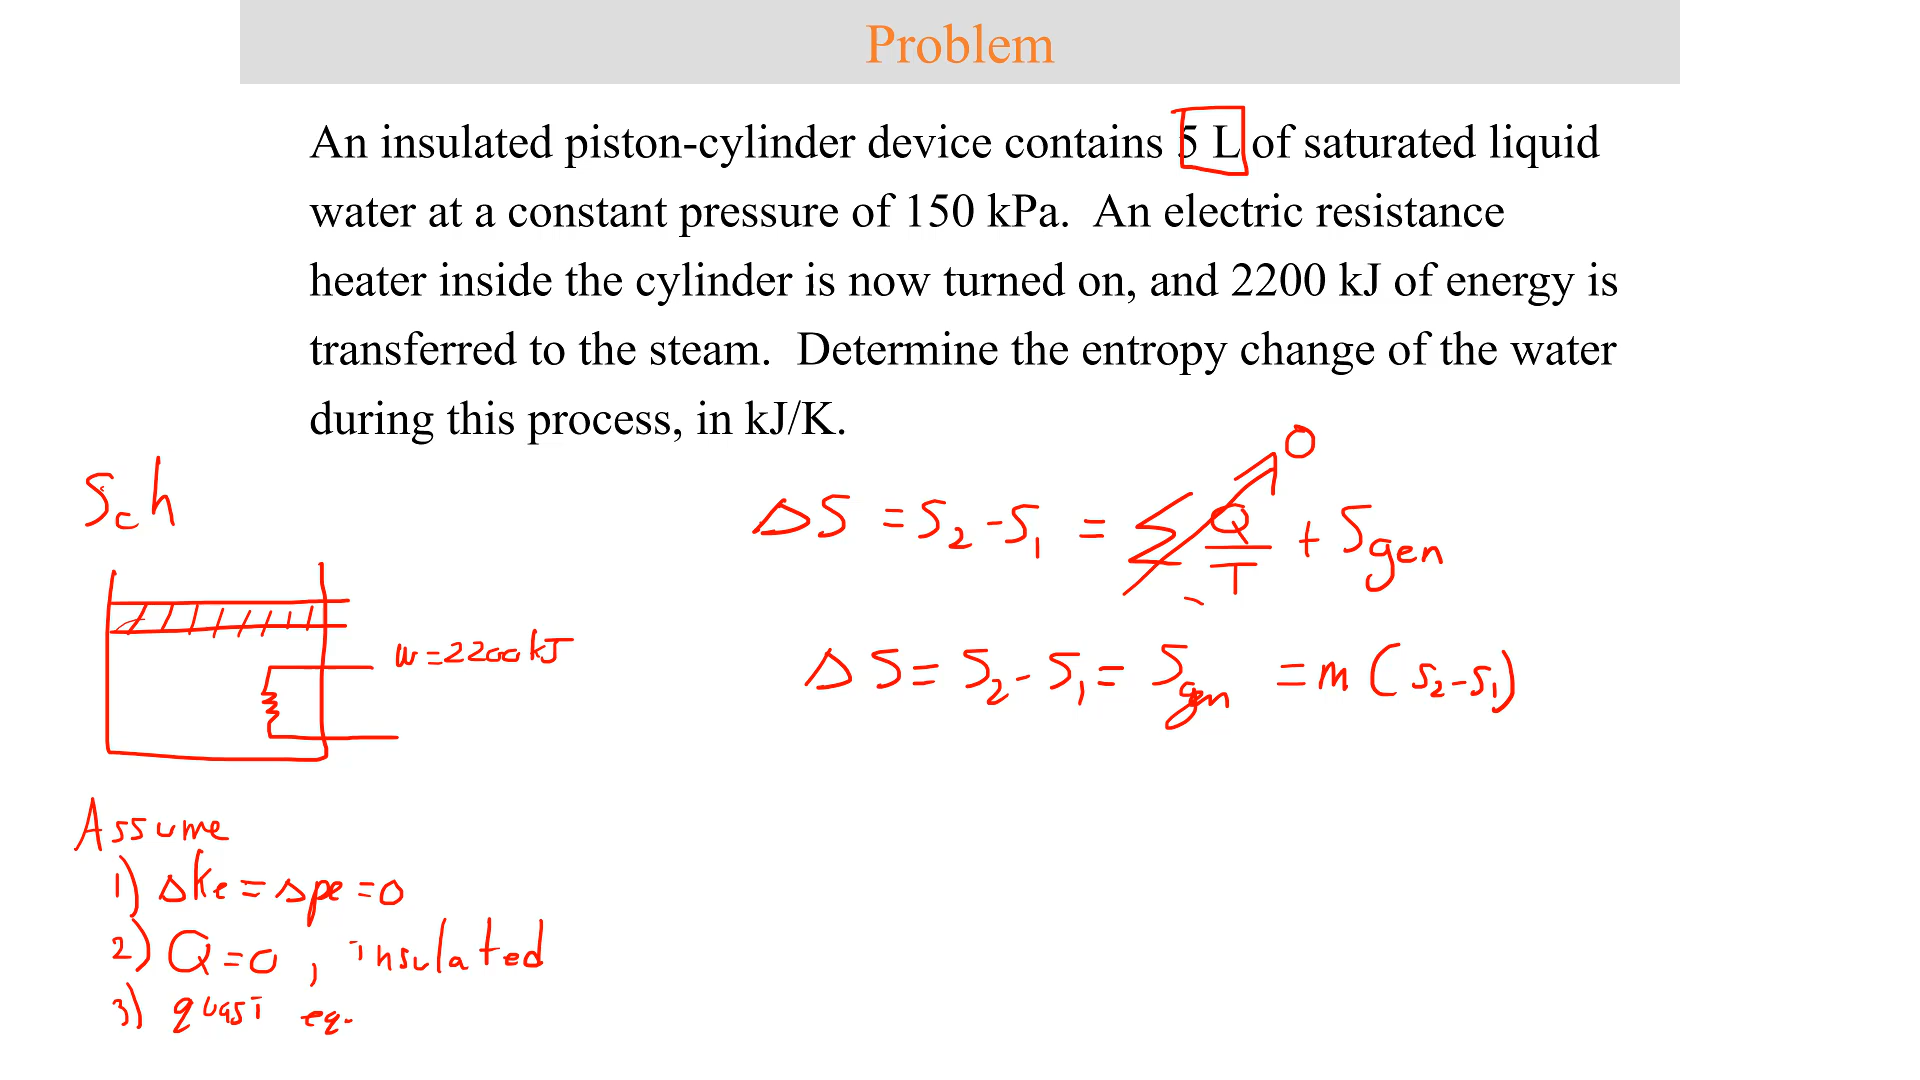 Problem
An insulated piston-cylinder device contains 5 L of saturated liquid
water at a constant pressure of 150 kPa. An electric resistance
heater inside the cylinder is now turned on, and 2200 kJ of energy is
transferred to the steam. Determine the entropy change of the water
during this process, in kJ/K.
Sch
W = 2200 kJ
Assume
1) Δke = Δpe = 0
2) Q = 0 , insulated
3) quasi eq.
ΔS = S₂ - S₁ = Σ Q/T → 0 + Sgen
ΔS = S₂ - S₁ = Sgen = m (s₂ - s₁)